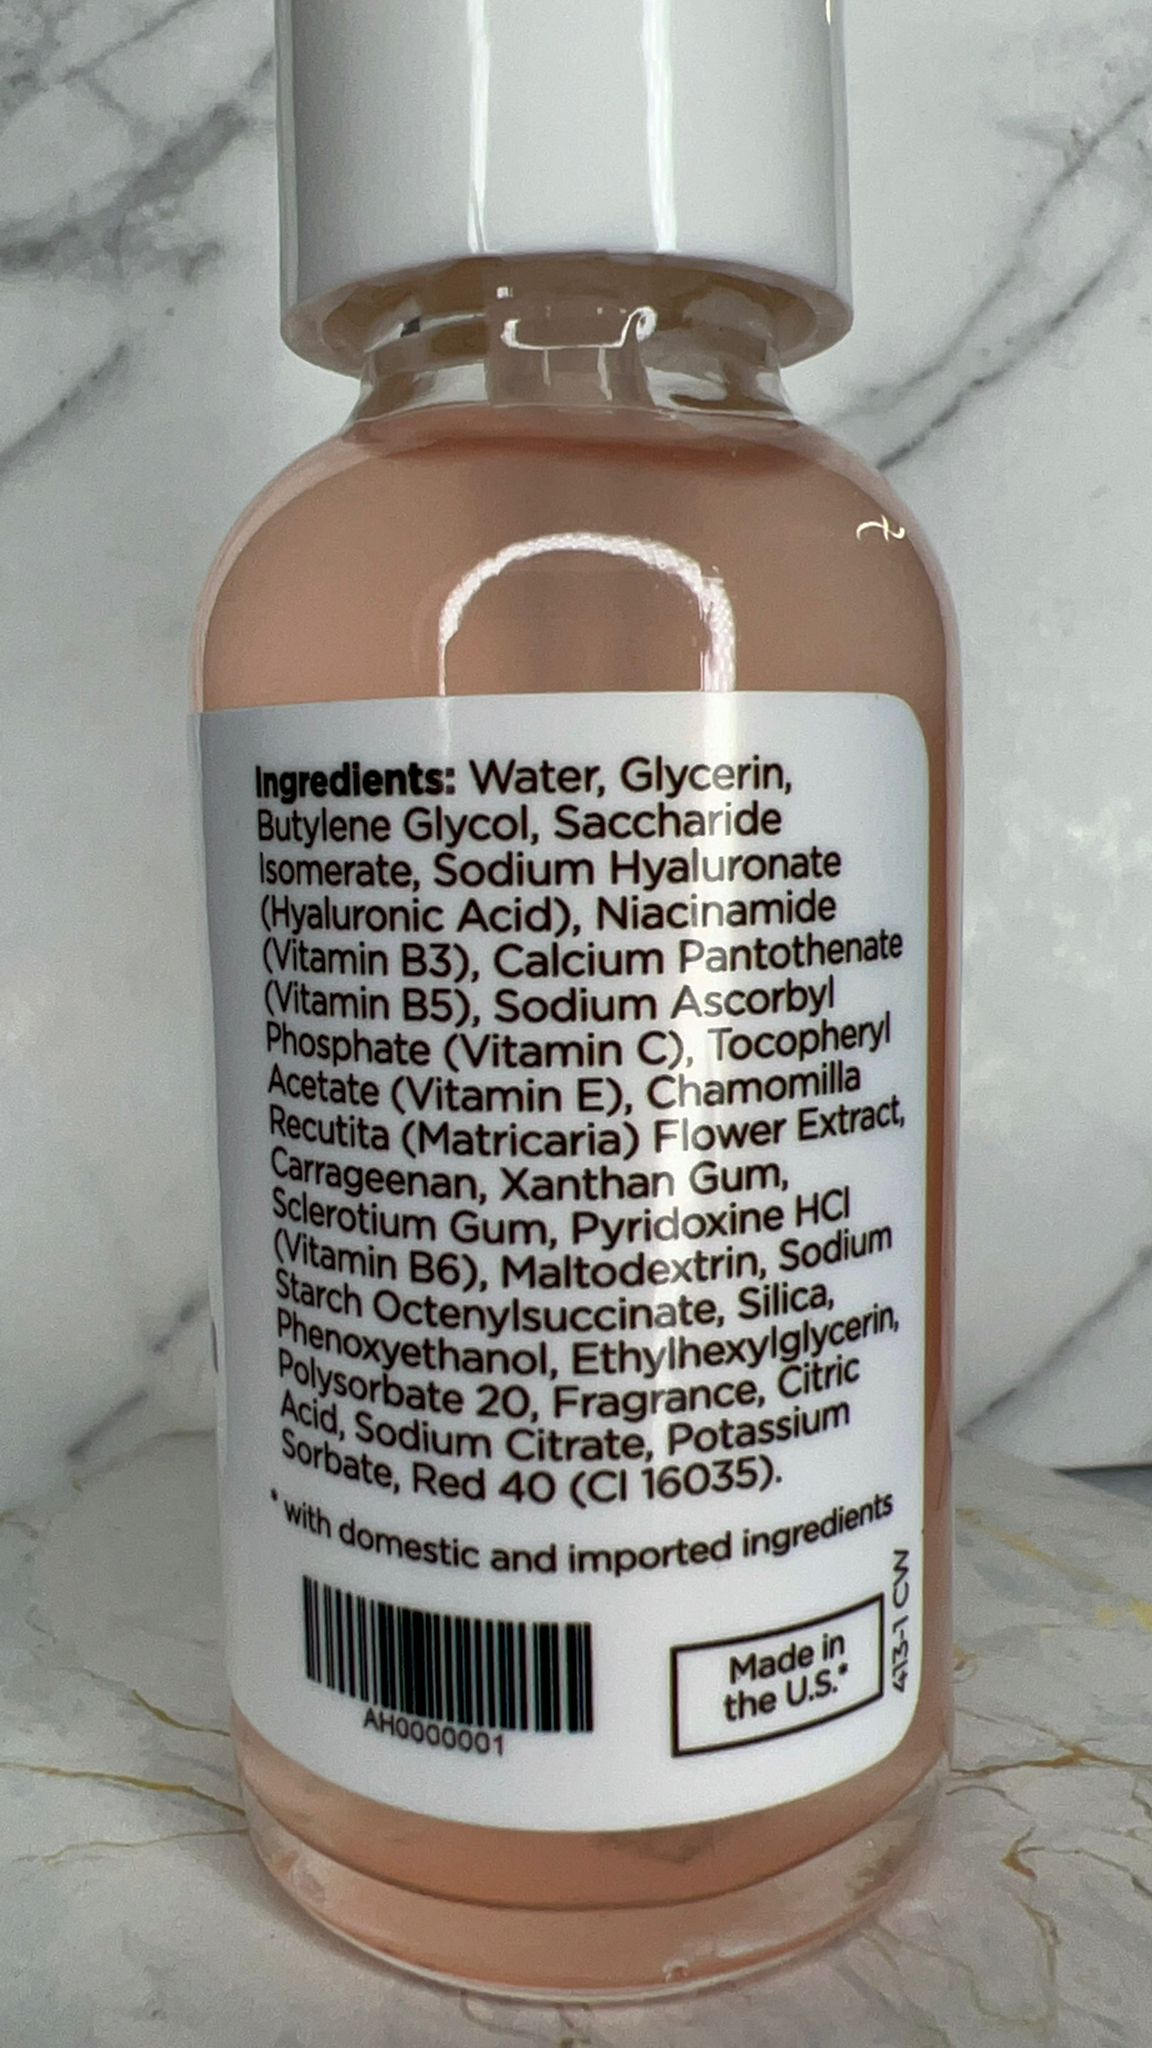 Ingredients: Water, Glycerin,
Butylene Glycol, Saccharide
Isomerate, Sodium Hyaluronate
(Hyaluronic Acid), Niacinamide
(Vitamin B3), Calcium Pantothenate
(Vitamin B5), Sodium Ascorbyl
Phosphate (Vitamin C), Tocopheryl
Acetate (Vitamin E), Chamomilla
Recutita (Matricaria) Flower Extract,
Carrageenan, Xanthan Gum,
Sclerotium Gum, Pyridoxine HCl
(Vitamin B6), Maltodextrin, Sodium
Starch Octenylsuccinate, Silica,
Phenoxyethanol, Ethylhexylglycerin,
Polysorbate 20, Fragrance, Citric
Acid, Sodium Citrate, Potassium
Sorbate, Red 40 (CI 16035).
* with domestic and imported ingredients
AH0000001
Made in
the U.S.*
413-1 CW